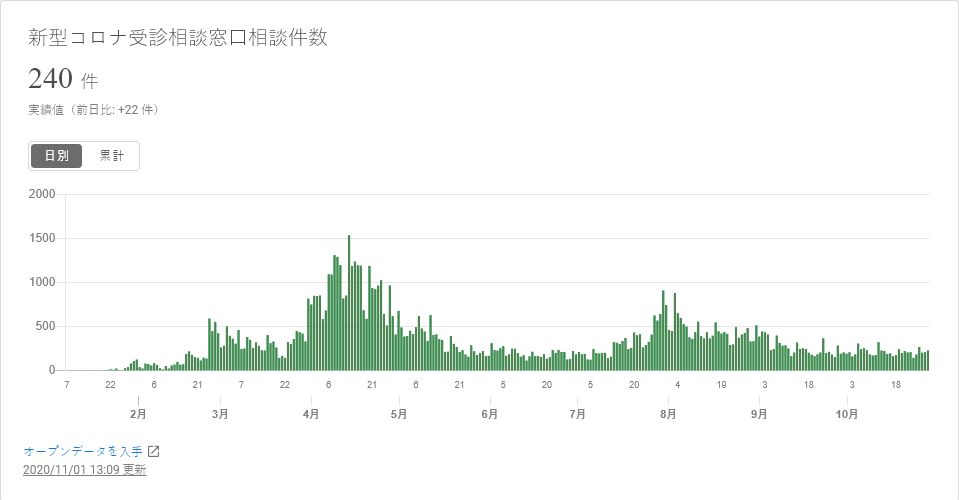 新型コロナ受診相談窓口相談件数
240 件
実績値（前日比: +22 件）
日別 累計
2000
1500
1000
500
0
7 22 6 21 7 22 6 21 6 21 5 20 5 20 4 19 3 18 3 18
2月 3月 4月 5月 6月 7月 8月 9月 10月
オープンデータを入手
2020/11/01 13:09 更新